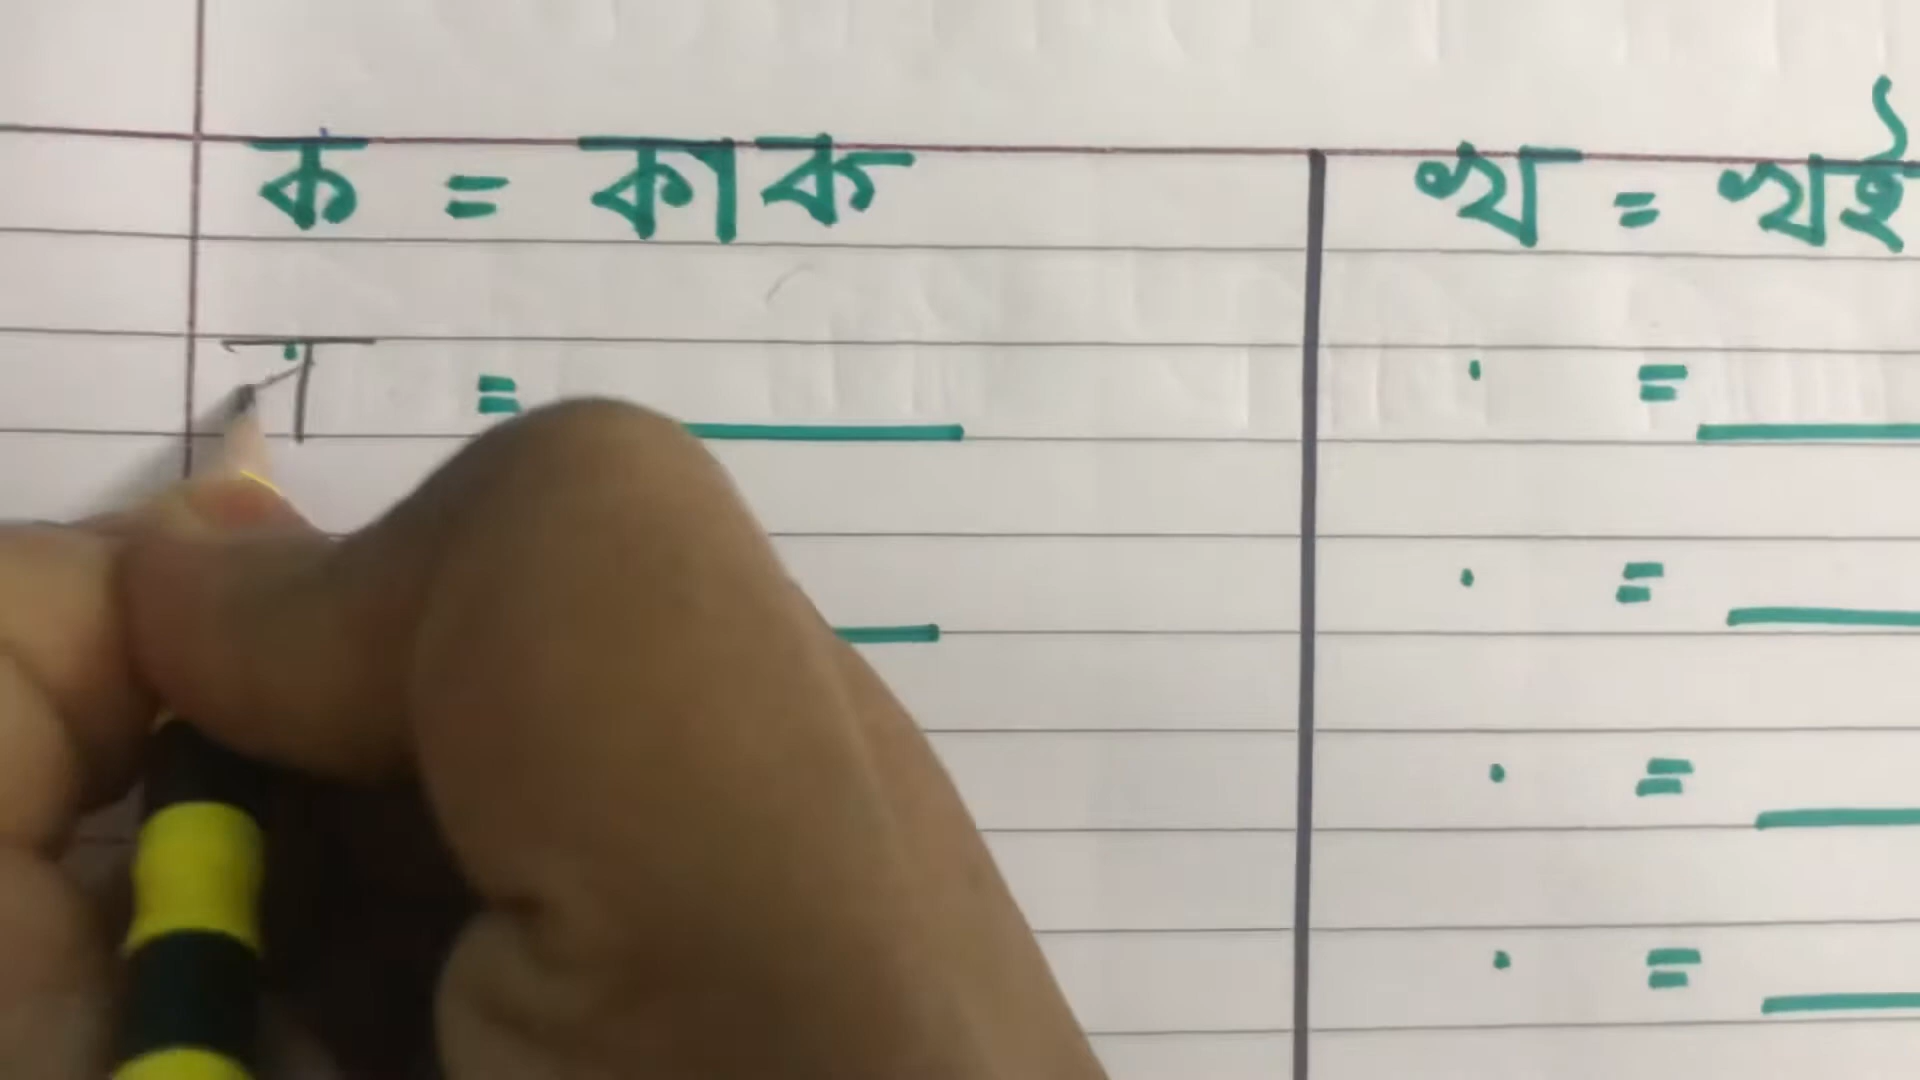 ক = কাক খ = খই
=
=
=
=